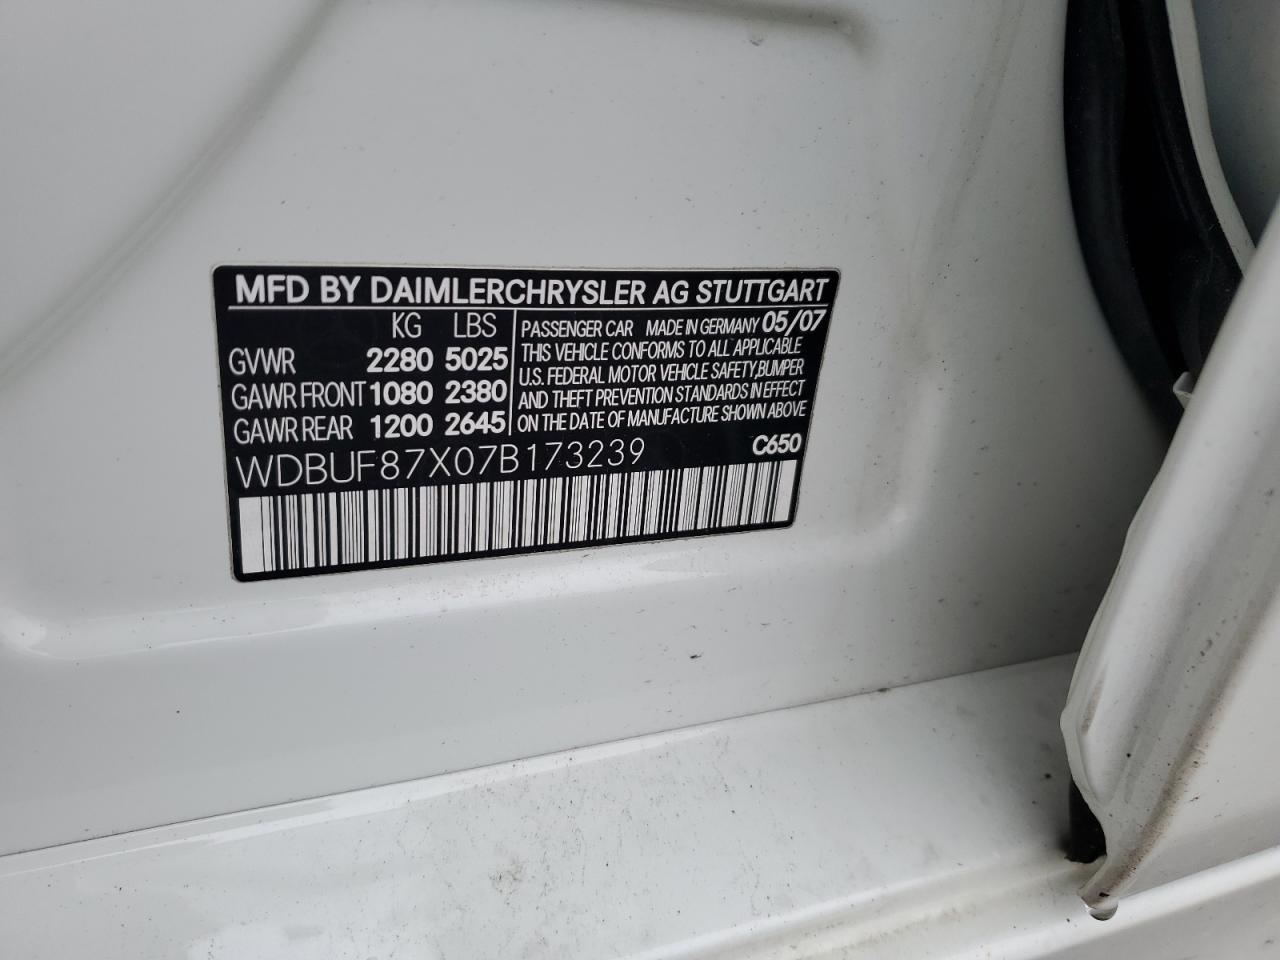 MFD BY DAIMLERCHRYSLER AG STUTTGART
KG LBS
GVWR 2280 5025
GAWR FRONT 1080 2380
GAWR REAR 1200 2645
PASSENGER CAR MADE IN GERMANY 05/07
THIS VEHICLE CONFORMS TO ALL APPLICABLE
U.S. FEDERAL MOTOR VEHICLE SAFETY,BUMPER
AND THEFT PREVENTION STANDARDS IN EFFECT
ON THE DATE OF MANUFACTURE SHOWN ABOVE
WDBUF87X07B173239 C650